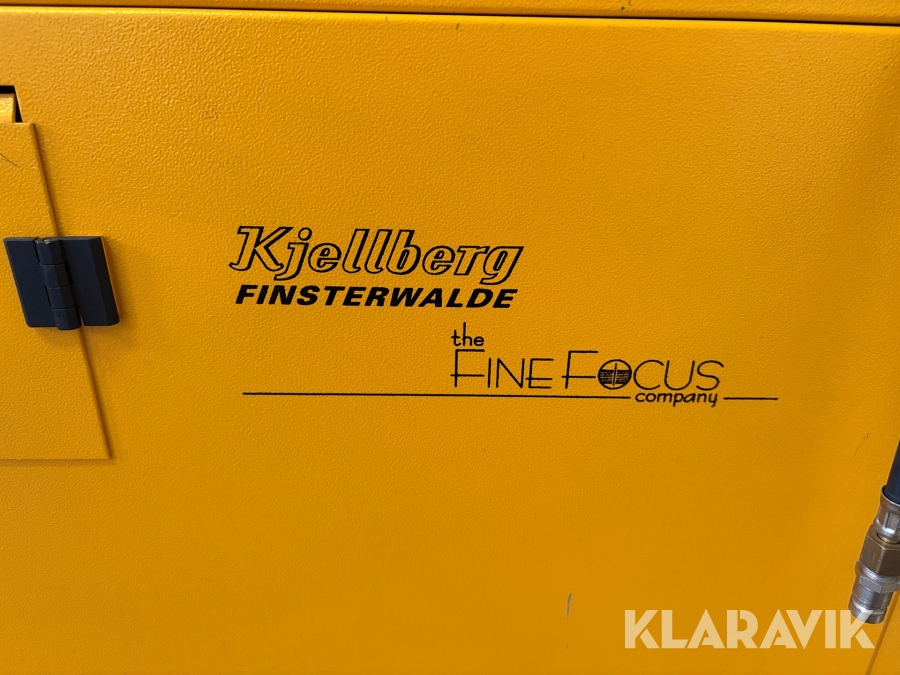 Kjellberg
FINSTERWALDE
the
FINE FOCUS
company
KLARAVIK